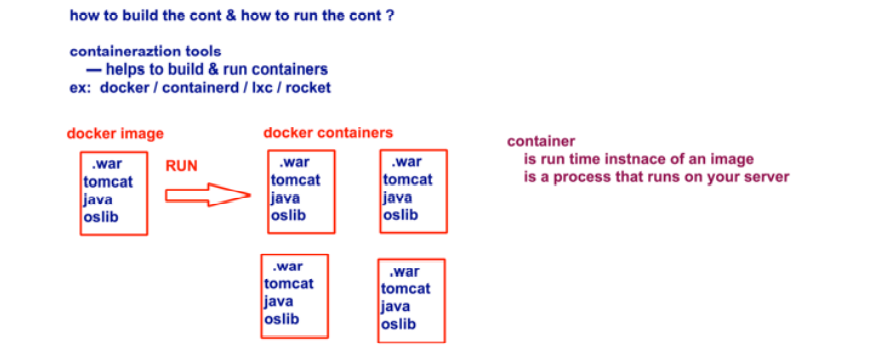 how to build the cont & how to run the cont ?
containeraztion tools
— helps to build & run containers
ex: docker / containerd / lxc / rocket
docker image
docker containers
.war
tomcat
java
oslib
RUN
.war
tomcat
java
oslib
.war
tomcat
java
oslib
.war
tomcat
java
oslib
.war
tomcat
java
oslib
container
is run time instnace of an image
is a process that runs on your server